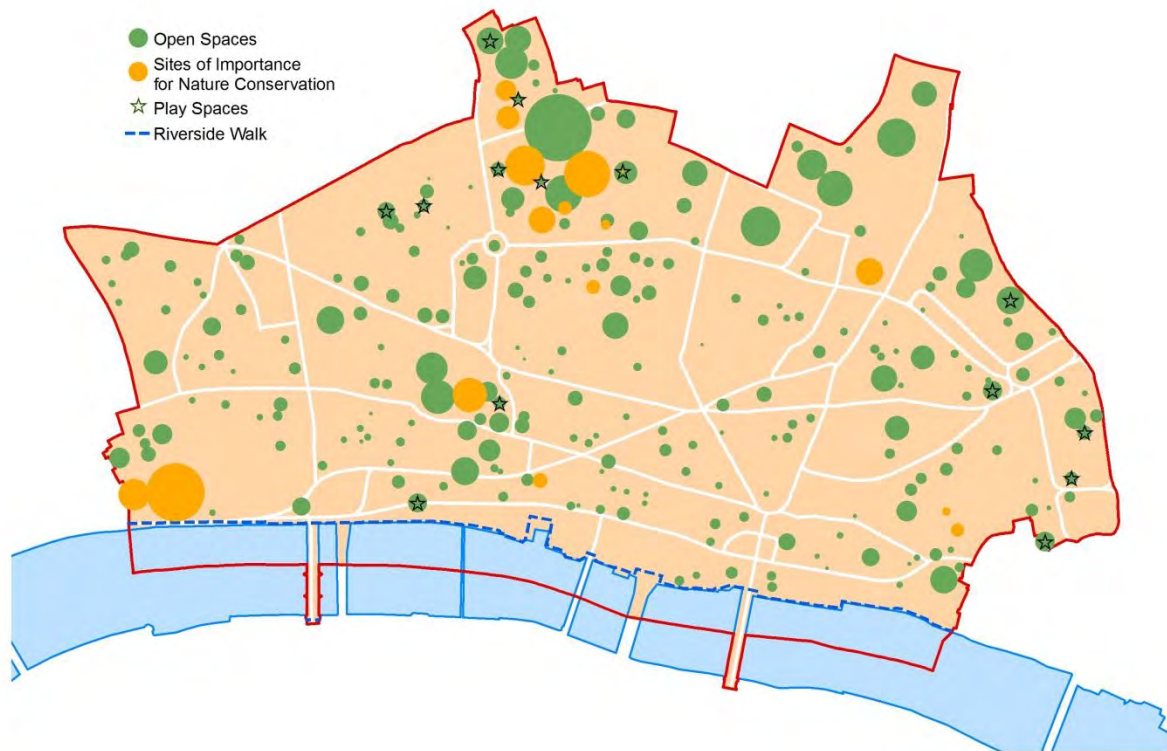 Open Spaces
Sites of Importance
for Nature Conservation
Play Spaces
Riverside Walk